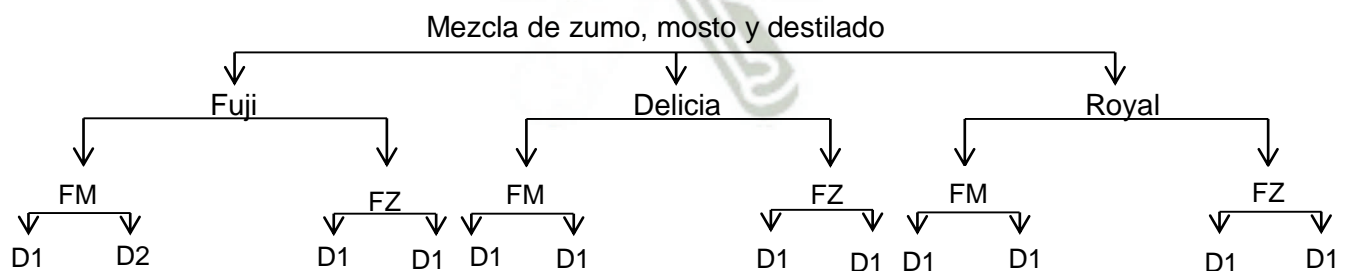 Mezcla de zumo, mosto y destilado
Fuji Delicia Royal
FM FZ FM FZ FM FZ
D1 D2 D1 D1 D1 D1 D1 D1 D1 D1 D1 D1